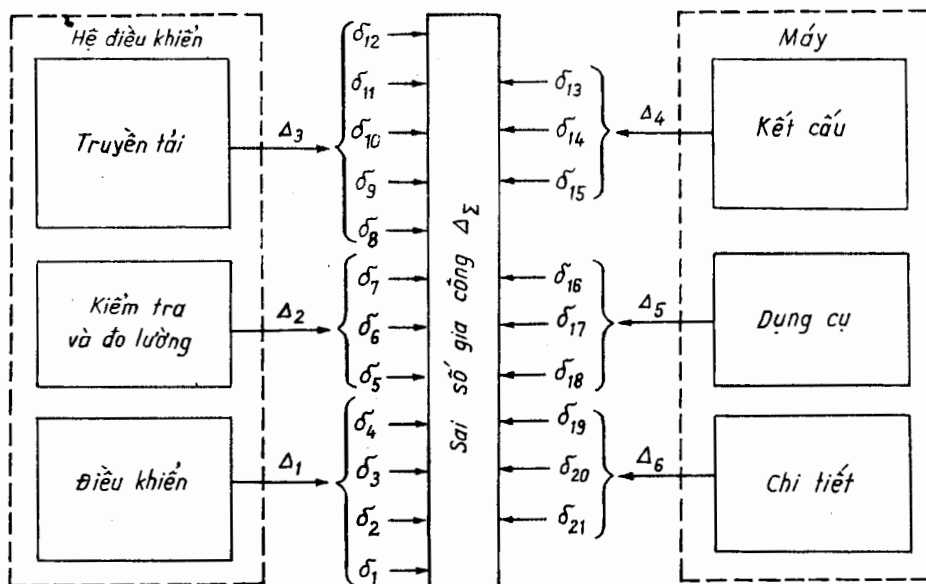 Hệ điều khiển
Truyền tải
Δ3
Kiểm tra
và đo lường
Δ2
Điều khiển
Δ1
δ12
δ11
δ10
δ9
δ8
δ7
δ6
δ5
δ4
δ3
δ2
δ1
Sai số gia công ΔΣ
δ13
δ14
δ15
δ16
δ17
δ18
δ19
δ20
δ21
Máy
Δ4
Kết cấu
Δ5
Dụng cụ
Δ6
Chi tiết